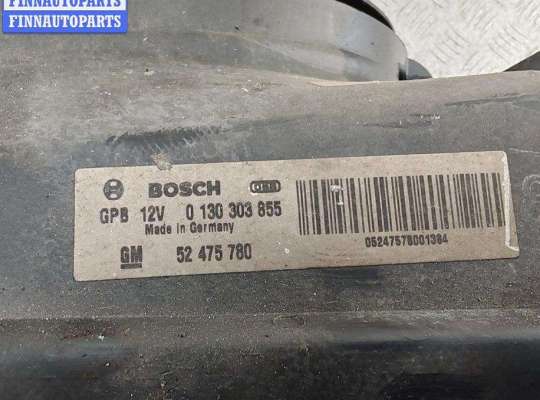 FINNAUTOPARTS
FINNAUTOPARTS
BOSCH
GPB 12V 0 130 303 855
Made in Germany
GM 52 475 780
05247578001384